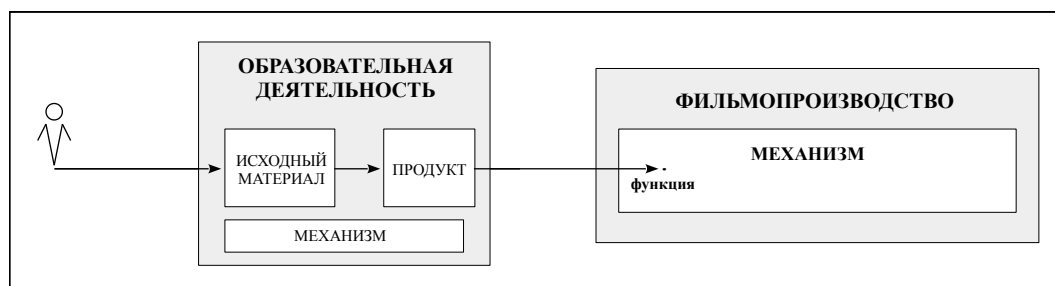 ОБРАЗОВАТЕЛЬНАЯ
ДЕЯТЕЛЬНОСТЬ
ИСХОДНЫЙ
МАТЕРИАЛ
ПРОДУКТ
МЕХАНИЗМ
ФИЛЬМОПРОИЗВОДСТВО
МЕХАНИЗМ
функция